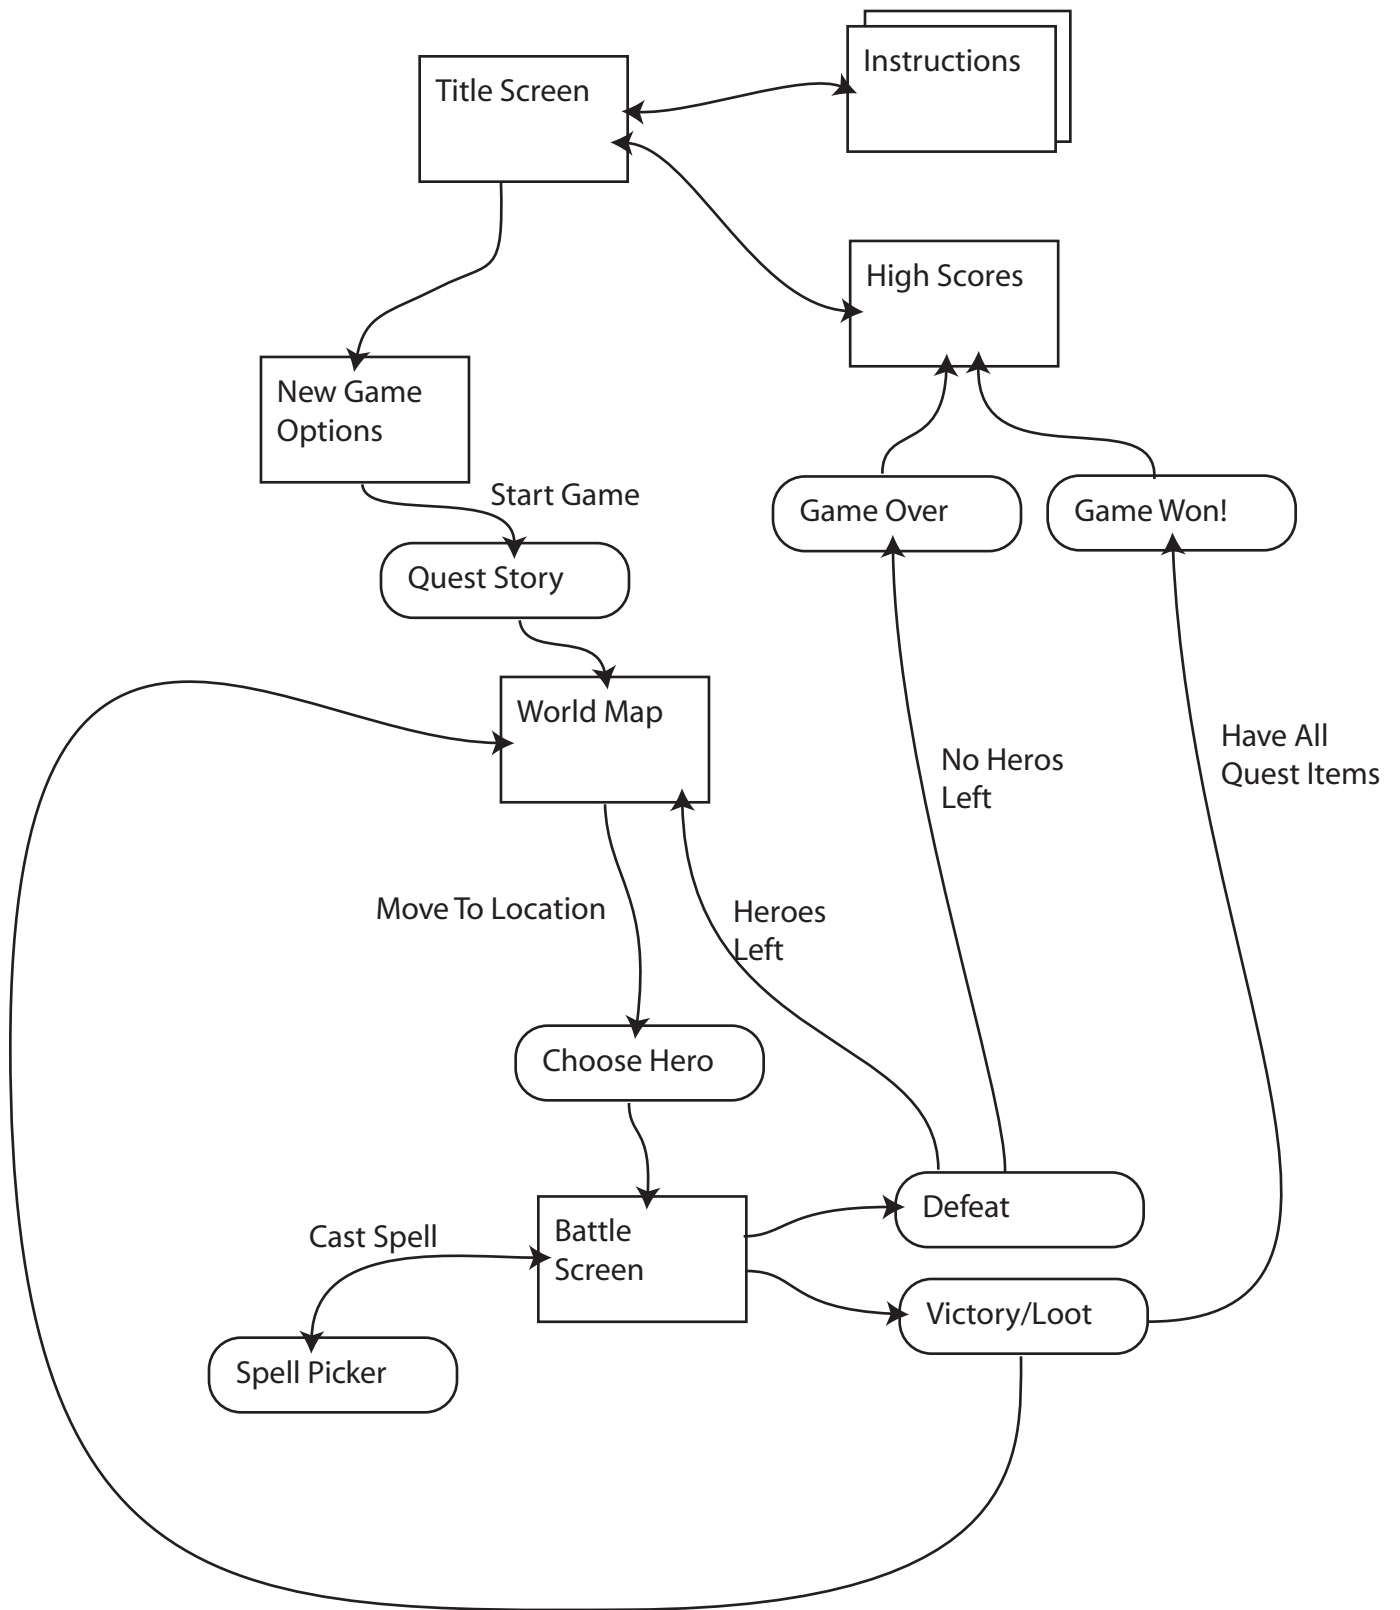 Instructions
Title Screen
High Scores
New Game
Options
Start Game
Game Over
Game Won!
Quest Story
World Map
Have All
Quest Items
No Heros
Left
Move To Location
Heroes
Left
Choose Hero
Defeat
Battle
Screen
Cast Spell
Victory/Loot
Spell Picker